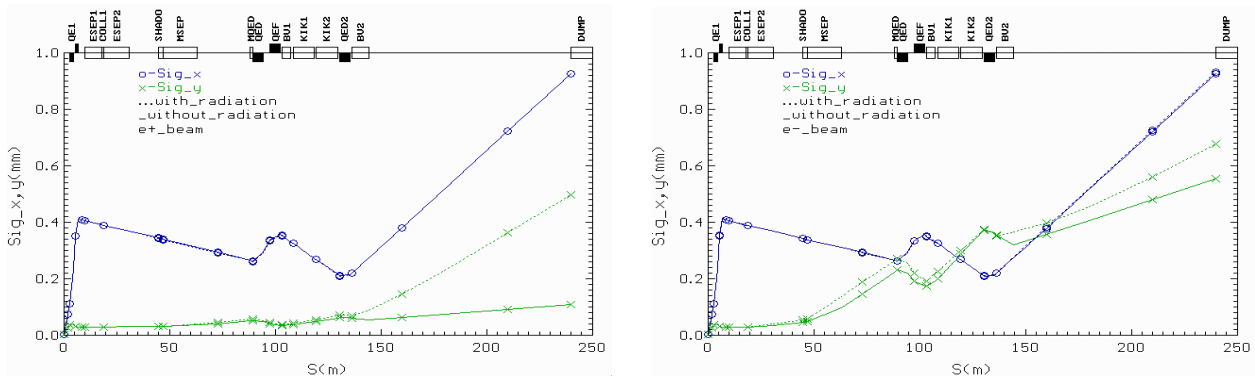 QE1 ESEP1 COLL1 ESEP2 SHADO MSEP MQED QED QEF BV1 KIK1 KIK2 QED2 BV2 DUMP
1.0
o-Sig_x
x-Sig_y
...with_radiation
_without_radiation
e+_beam
0.8
0.6
0.4
0.2
0.0
Sig_x,y(mm)
0 50 100 150 200 250
S(m)
QE1 ESEP1 COLL1 ESEP2 SHADO MSEP MQED QED QEF BV1 KIK1 KIK2 QED2 BV2 DUMP
1.0
o-Sig_x
x-Sig_y
...with_radiation
_without_radiation
e-_beam
0.8
0.6
0.4
0.2
0.0
Sig_x,y(mm)
0 50 100 150 200 250
S(m)